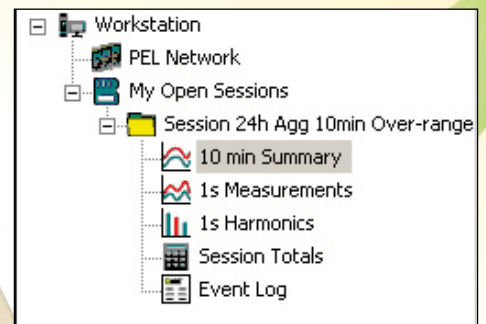 Workstation
PEL Network
My Open Sessions
Session 24h Agg 10min Over-range
10 min Summary
1s Measurements
1s Harmonics
Session Totals
Event Log